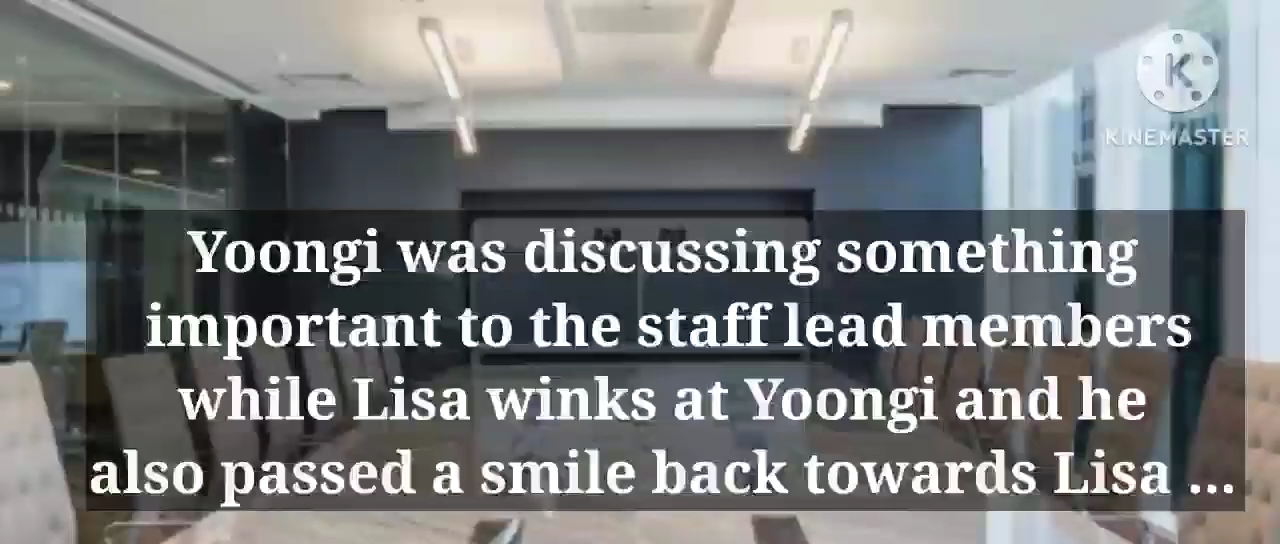 K
KINEMASTER
Yoongi was discussing something
important to the staff lead members
while Lisa winks at Yoongi and he
also passed a smile back towards Lisa ...